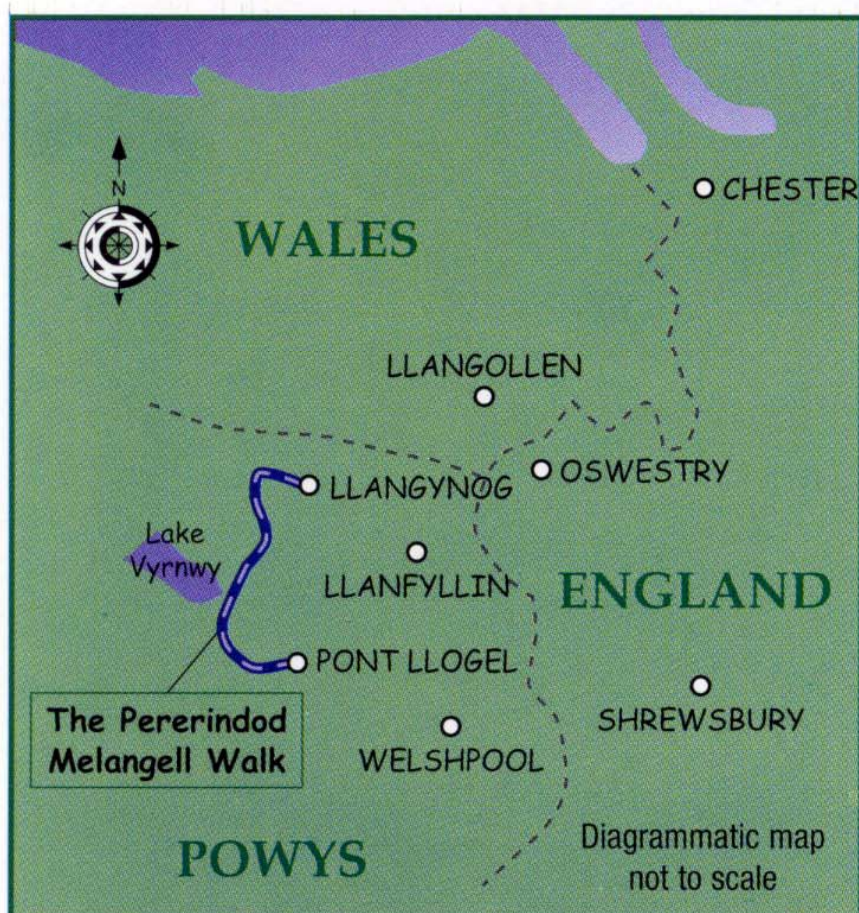 CHESTER
N
WALES
LLANGOLLEN
OSWESTRY
LLANGYNOG
Lake
Vyrnwy
LLANFYLLIN
ENGLAND
PONT LLOGEL
The Pererindod
Melangell Walk
SHREWSBURY
WELSHPOOL
POWYS
Diagrammatic map
not to scale